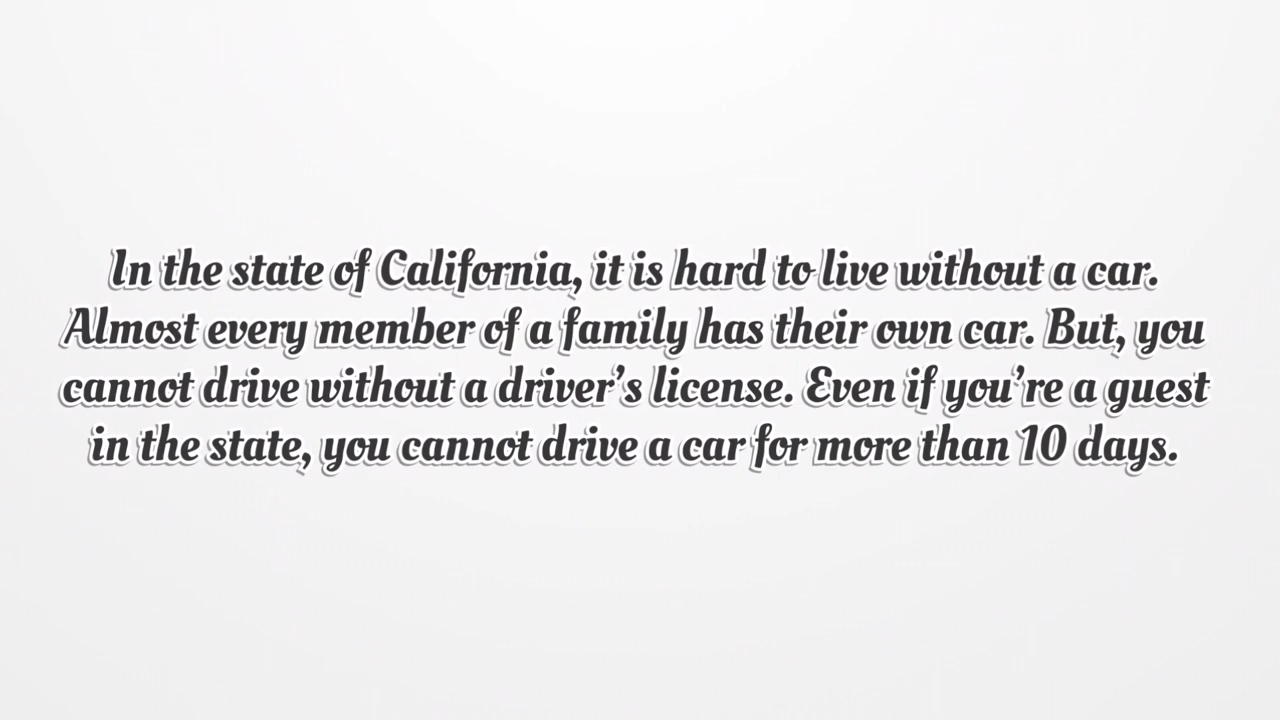 In the state of California, it is hard to live without a car.
Almost every member of a family has their own car. But, you
cannot drive without a driver's license. Even if you're a guest
in the state, you cannot drive a car for more than 10 days.